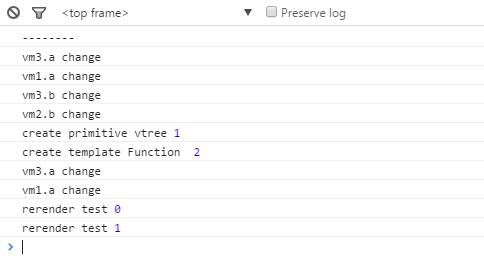 <top frame> ▼ Preserve log
--------
vm3.a change
vm1.a change
vm3.b change
vm2.b change
create primitive vtree 1
create template Function  2
vm3.a change
vm1.a change
rerender test 0
rerender test 1
>